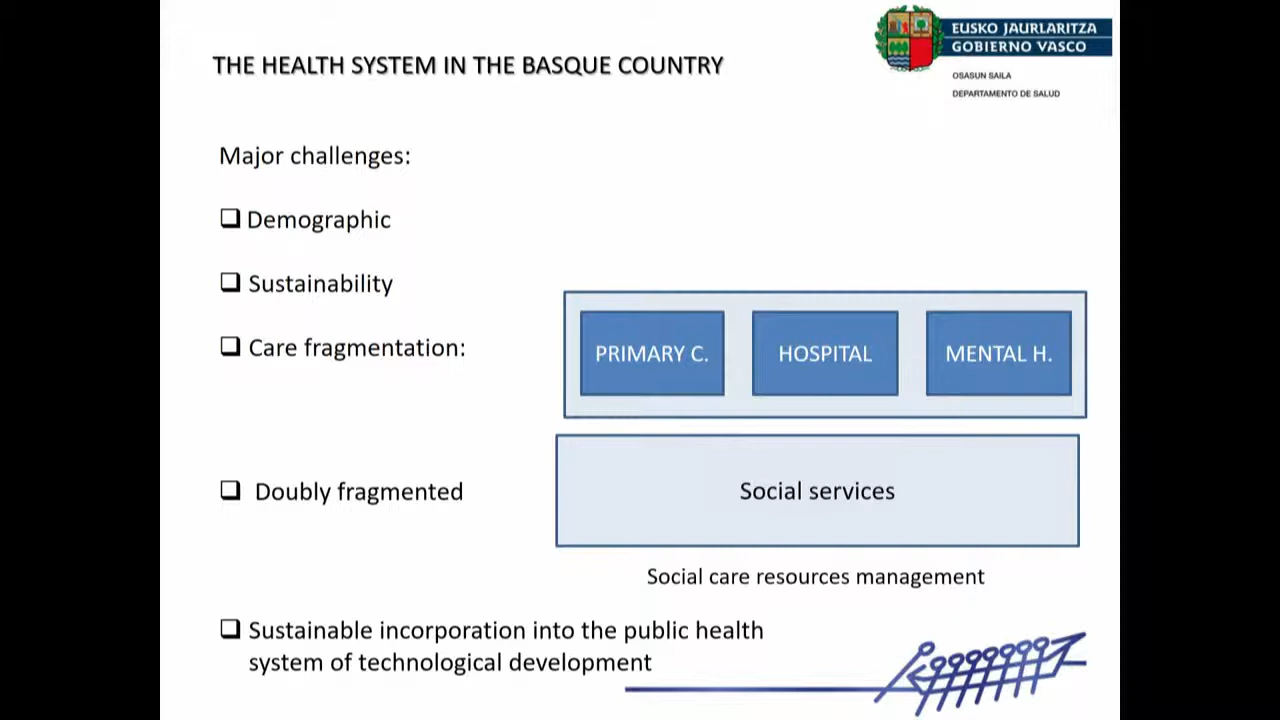 EUSKO JAURLARITZA
GOBIERNO VASCO
THE HEALTH SYSTEM IN THE BASQUE COUNTRY
OSASUN SAILA
DEPARTAMENTO DE SALUD
Major challenges:
Demographic
Sustainability
Care fragmentation:
PRIMARY C.
HOSPITAL
MENTAL H.
Doubly fragmented
Social services
Social care resources management
Sustainable incorporation into the public health
system of technological development